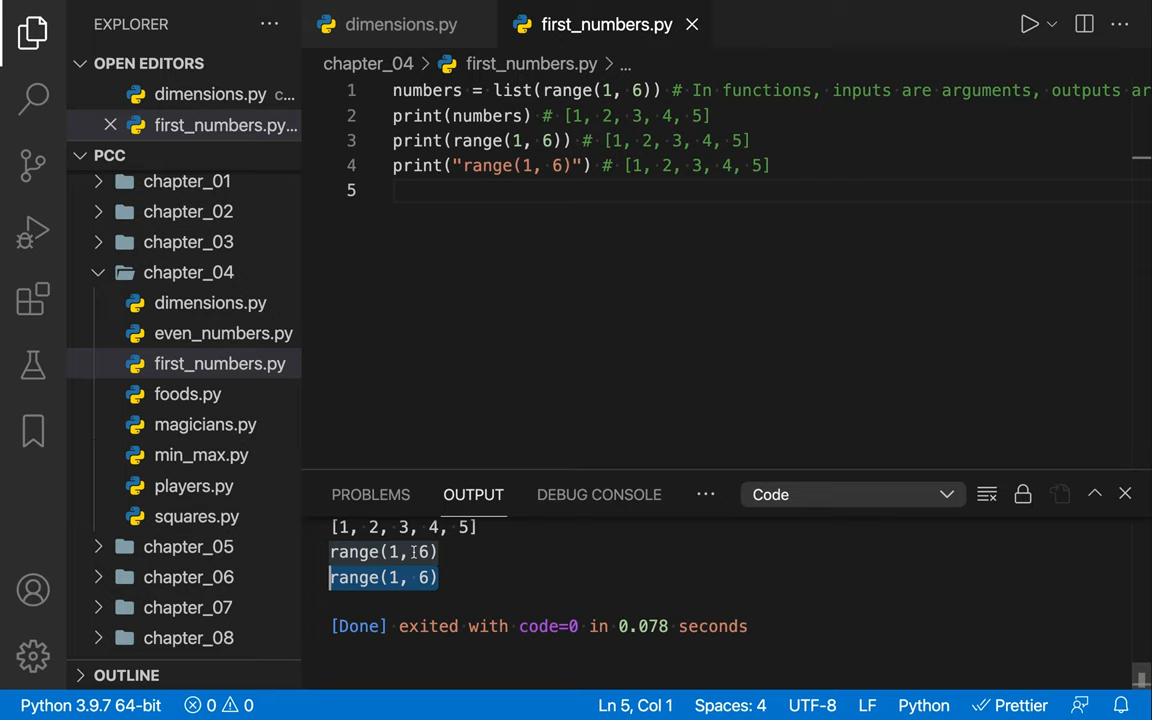 EXPLORER
OPEN EDITORS
dimensions.py c...
first_numbers.py...
PCC
chapter_01
chapter_02
chapter_03
chapter_04
dimensions.py
even_numbers.py
first_numbers.py
foods.py
magicians.py
min_max.py
players.py
squares.py
chapter_05
chapter_06
chapter_07
chapter_08
OUTLINE
dimensions.py
first_numbers.py
chapter_04 > first_numbers.py > ...
1 numbers = list(range(1, 6)) # In functions, inputs are arguments, outputs ar
2 print(numbers) # [1, 2, 3, 4, 5]
3 print(range(1, 6)) # [1, 2, 3, 4, 5]
4 print("range(1, 6)") # [1, 2, 3, 4, 5]
5
PROBLEMS OUTPUT DEBUG CONSOLE ... Code
[1, 2, 3, 4, 5]
range(1, 6)
range(1, 6)
[Done] exited with code=0 in 0.078 seconds
Python 3.9.7 64-bit 0 0 Ln 5, Col 1 Spaces: 4 UTF-8 LF Python Prettier